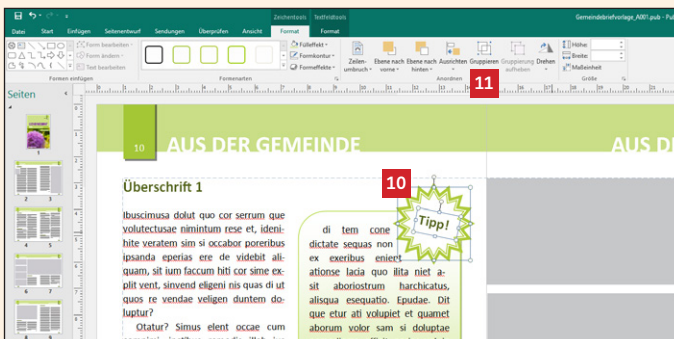 Zeichentools Textfeldtools
Gemeindebriefvorlage_A001.pub - Pu
Datei Start Einfügen Seitenentwurf Sendungen Überprüfen Ansicht Format Format
Form bearbeiten
Form ändern
Text bearbeiten
Fülleffekt
Formkontur
Formeffekte
Zeilen-
umbruch
Ebene nach
vorne
Ebene nach
hinten
Ausrichten Gruppieren Gruppierung
aufheben
Drehen
Höhe:
Breite:
Maßeinheit
Formen einfügen Formenarten Anordnen Größe
11
Seiten
1
2 3
4 5
6 7
8 9
10
AUS DER GEMEINDE
AUS D
10
Überschrift 1
Tipp!
Ibuscimusa dolut quo cor serrum que
volutectusae nimintum rese et, ideni-
hite veratem sim si occabor poreribus
ipsanda eperias ere de videbit ali-
quam, sit ium faccum hiti cor sime ex-
plit vent, sinvend eligeni nis quas di ut
quos re vendae veligen duntem do-
luptur?
Otatur? Simus elent occae cum
di tem cone
dictate sequas non
ex exeribus enient
ationse lacia quo ilita niet a-
sit aboriostrum harchicatus,
alisqua esequatio. Epudae. Dit
que etur ati volupiet et quamet
aborum volor sam si doluptae